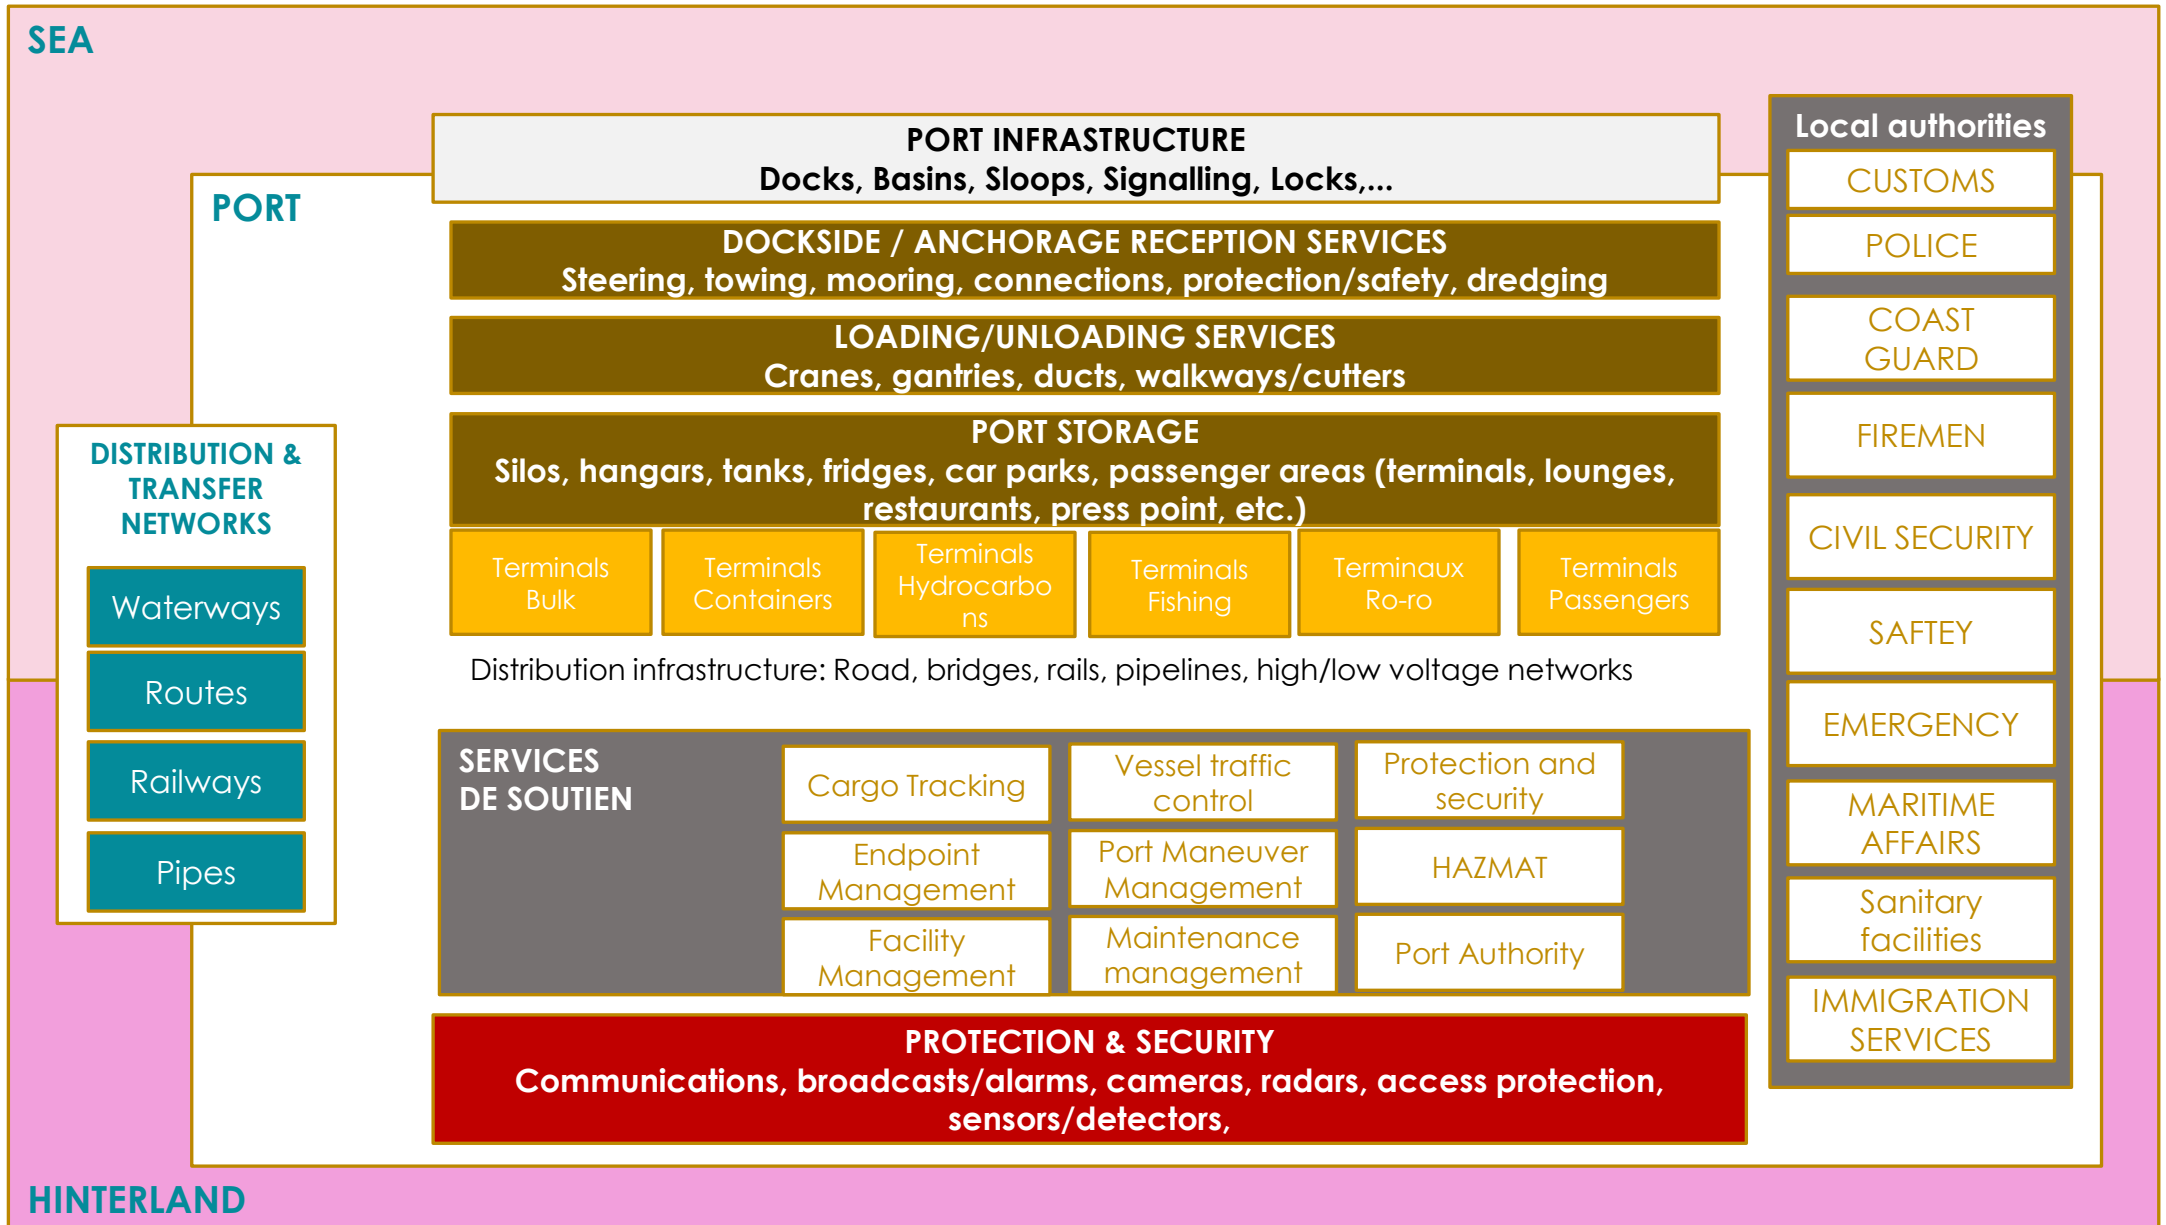 SEA
PORT INFRASTRUCTURE
Docks, Basins, Sloops, Signalling, Locks,...
PORT
DOCKSIDE / ANCHORAGE RECEPTION SERVICES
Steering, towing, mooring, connections, protection/safety, dredging
LOADING/UNLOADING SERVICES
Cranes, gantries, ducts, walkways/cutters
PORT STORAGE
Silos, hangars, tanks, fridges, car parks, passenger areas (terminals, lounges,
restaurants, press point, etc.)
Terminals
Bulk
Terminals
Containers
Terminals
Hydrocarbo
ns
Terminals
Fishing
Terminaux
Ro-ro
Terminals
Passengers
Distribution infrastructure: Road, bridges, rails, pipelines, high/low voltage networks
DISTRIBUTION &
TRANSFER
NETWORKS
Waterways
Routes
Railways
Pipes
SERVICES
DE SOUTIEN
Cargo Tracking
Vessel traffic
control
Protection and
security
Endpoint
Management
Port Maneuver
Management
HAZMAT
Facility
Management
Maintenance
management
Port Authority
PROTECTION & SECURITY
Communications, broadcasts/alarms, cameras, radars, access protection,
sensors/detectors,
Local authorities
CUSTOMS
POLICE
COAST
GUARD
FIREMEN
CIVIL SECURITY
SAFTEY
EMERGENCY
MARITIME
AFFAIRS
Sanitary
facilities
IMMIGRATION
SERVICES
HINTERLAND